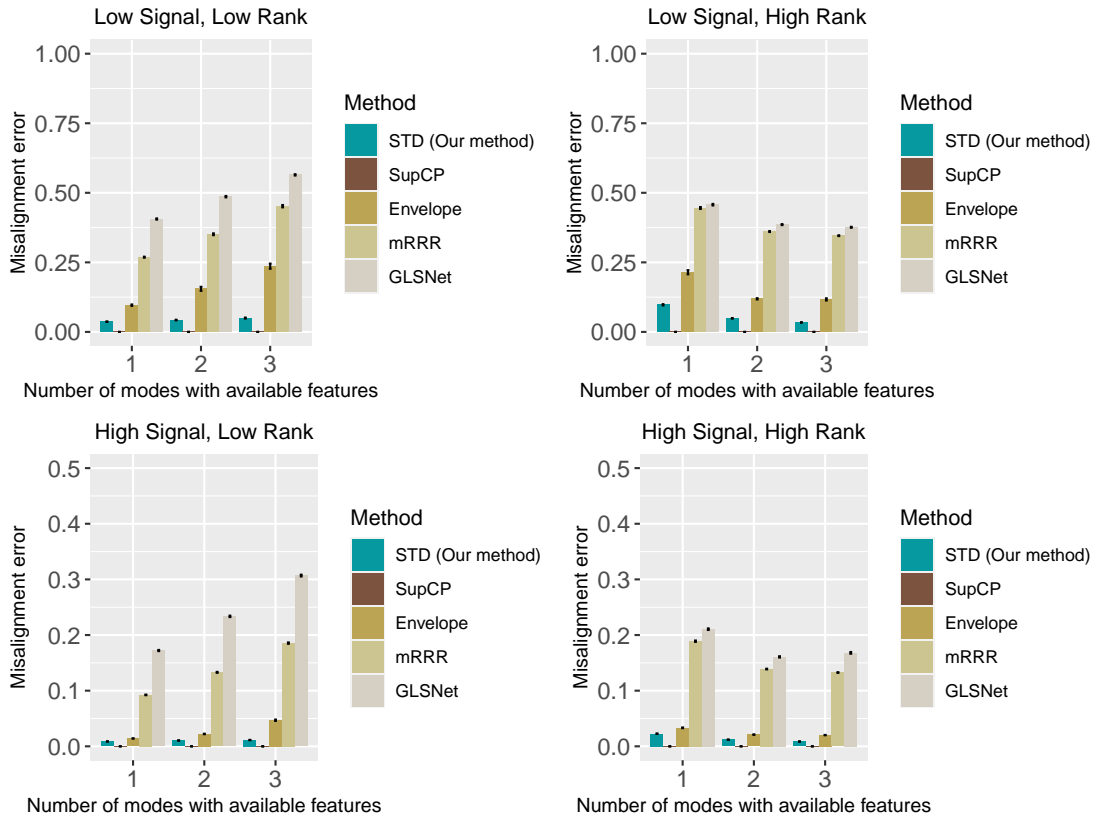 Low Signal, Low Rank
1.00
0.75
0.50
0.25
0.00
Misalignment error
1 2 3
Number of modes with available features
Method
STD (Our method)
SupCP
Envelope
mRRR
GLSNet
Low Signal, High Rank
1.00
0.75
0.50
0.25
0.00
Misalignment error
1 2 3
Number of modes with available features
Method
STD (Our method)
SupCP
Envelope
mRRR
GLSNet
High Signal, Low Rank
0.5
0.4
0.3
0.2
0.1
0.0
Misalignment error
1 2 3
Number of modes with available features
Method
STD (Our method)
SupCP
Envelope
mRRR
GLSNet
High Signal, High Rank
0.5
0.4
0.3
0.2
0.1
0.0
Misalignment error
1 2 3
Number of modes with available features
Method
STD (Our method)
SupCP
Envelope
mRRR
GLSNet